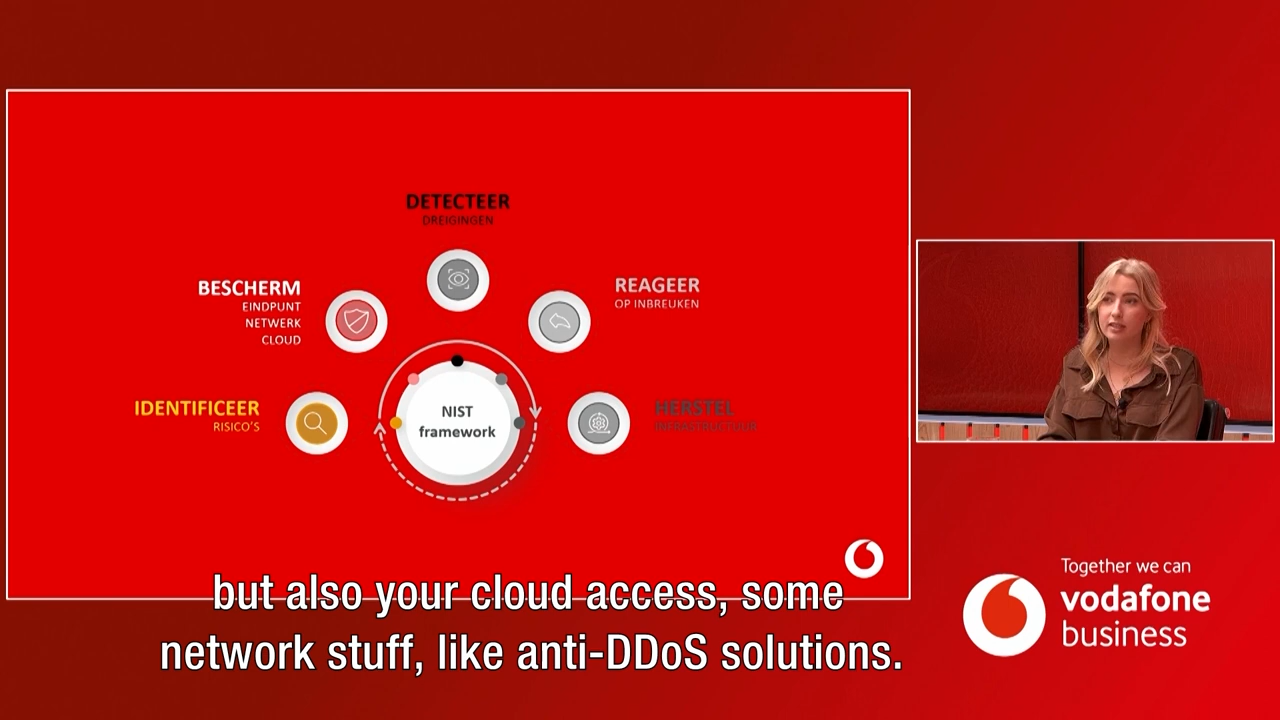 DETECTEER
DREIGINGEN
BESCHERM
EINDPUNT
NETWERK
CLOUD
REAGEER
OP INBREUKEN
IDENTIFICEER
RISICO'S
NIST
framework
HERSTEL
INFRASTRUCTUUR
but also your cloud access, some
network stuff, like anti-DDoS solutions.
Together we can
vodafone
business